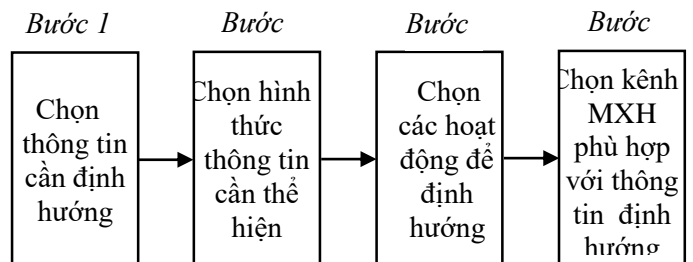 Bước 1
Bước
Bước
Bước
Chọn
thông tin
cần định
hướng
Chọn hình
thức
thông tin
cần thể
hiện
Chọn
các hoạt
động để
định
hướng
Chọn kênh
MXH
phù hợp
với thông
tin định
hướng